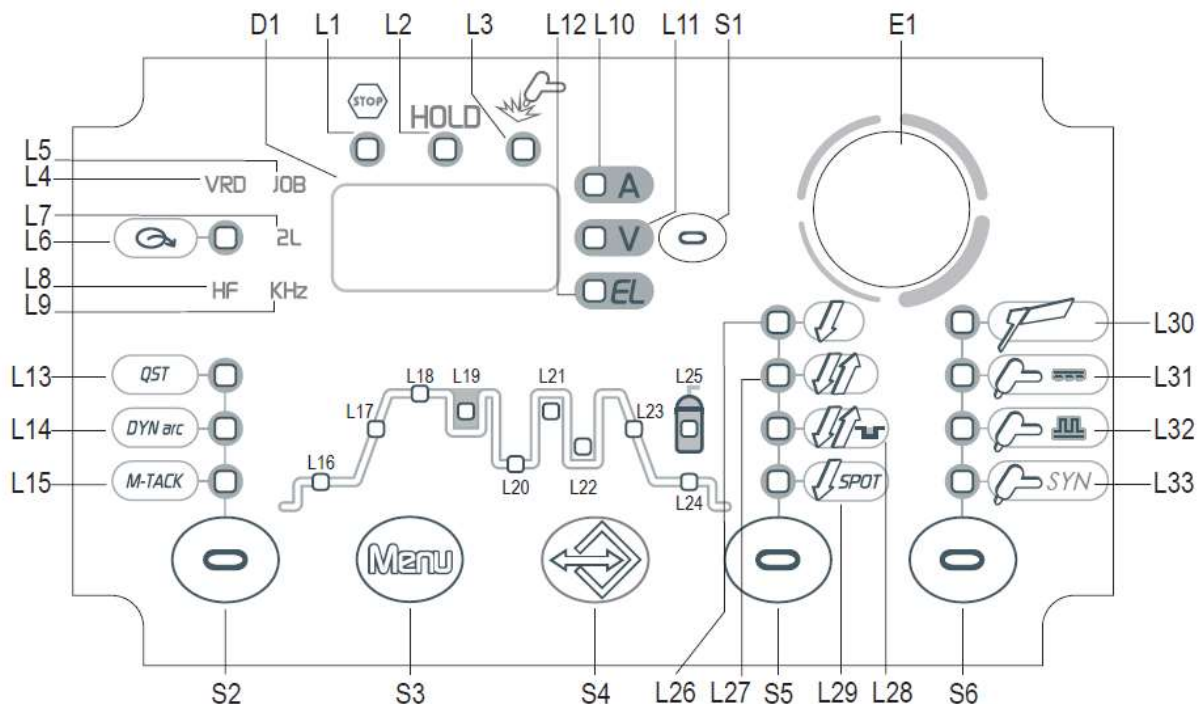 D1 L1 L2 L3 L12 L10 L11 S1 E1
STOP
HOLD
L5
L4 VRD JOB A
L7
L6 2L V
L8 HF KHz EL
L9
L30
L13 QST L18 L19 L21 L25 L31
L14 DYN arc L17 L23 L32
L15 M-TACK L16 L20 L22 L24 SPOT SYN L33
Menu
S2 S3 S4 L26 L27 S5 L29 L28 S6